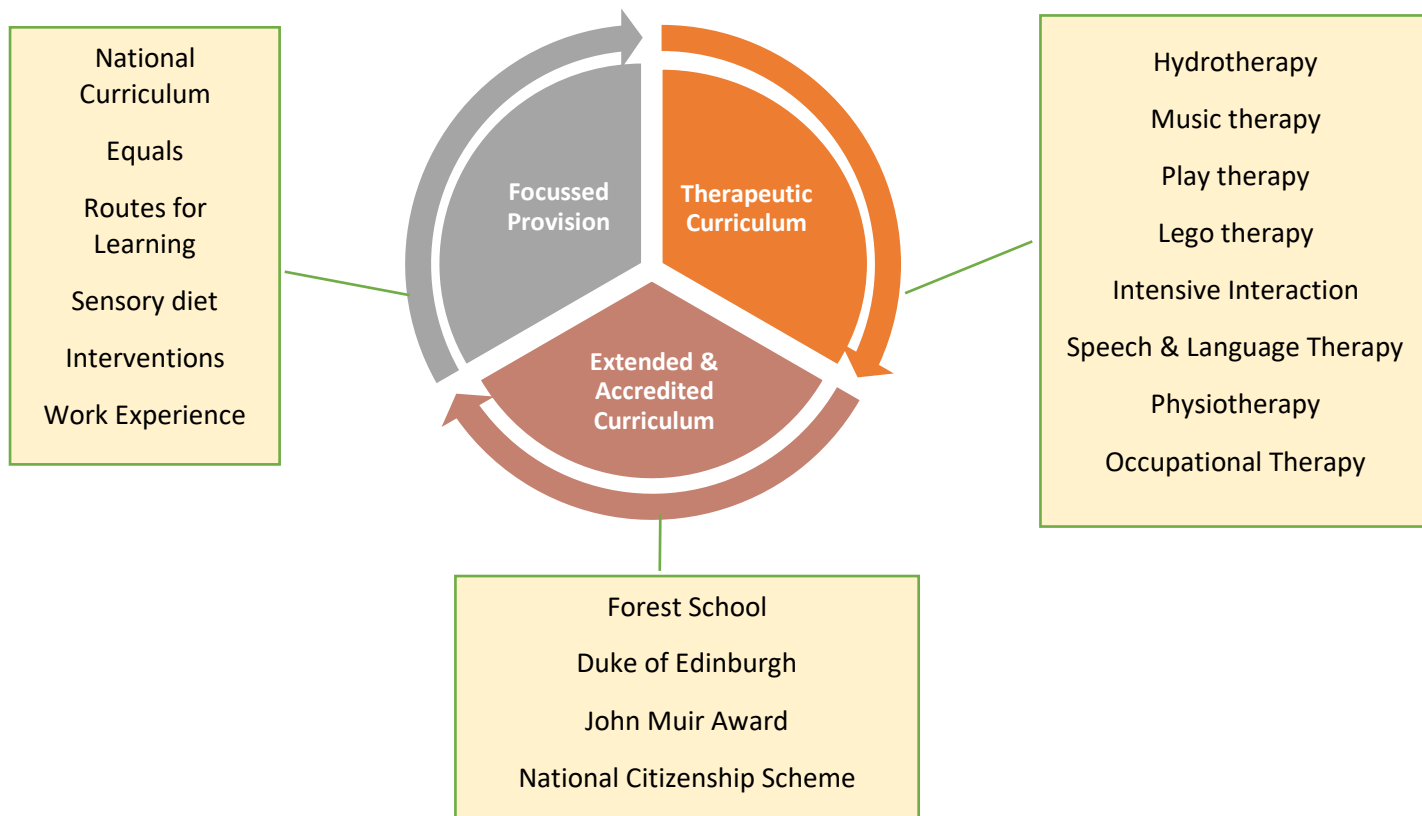 National
Curriculum
Equals
Routes for
Learning
Sensory diet
Interventions
Work Experience
Focussed
Provision
Therapeutic
Curriculum
Extended &
Accredited
Curriculum
Hydrotherapy
Music therapy
Play therapy
Lego therapy
Intensive Interaction
Speech & Language Therapy
Physiotherapy
Occupational Therapy
Forest School
Duke of Edinburgh
John Muir Award
National Citizenship Scheme